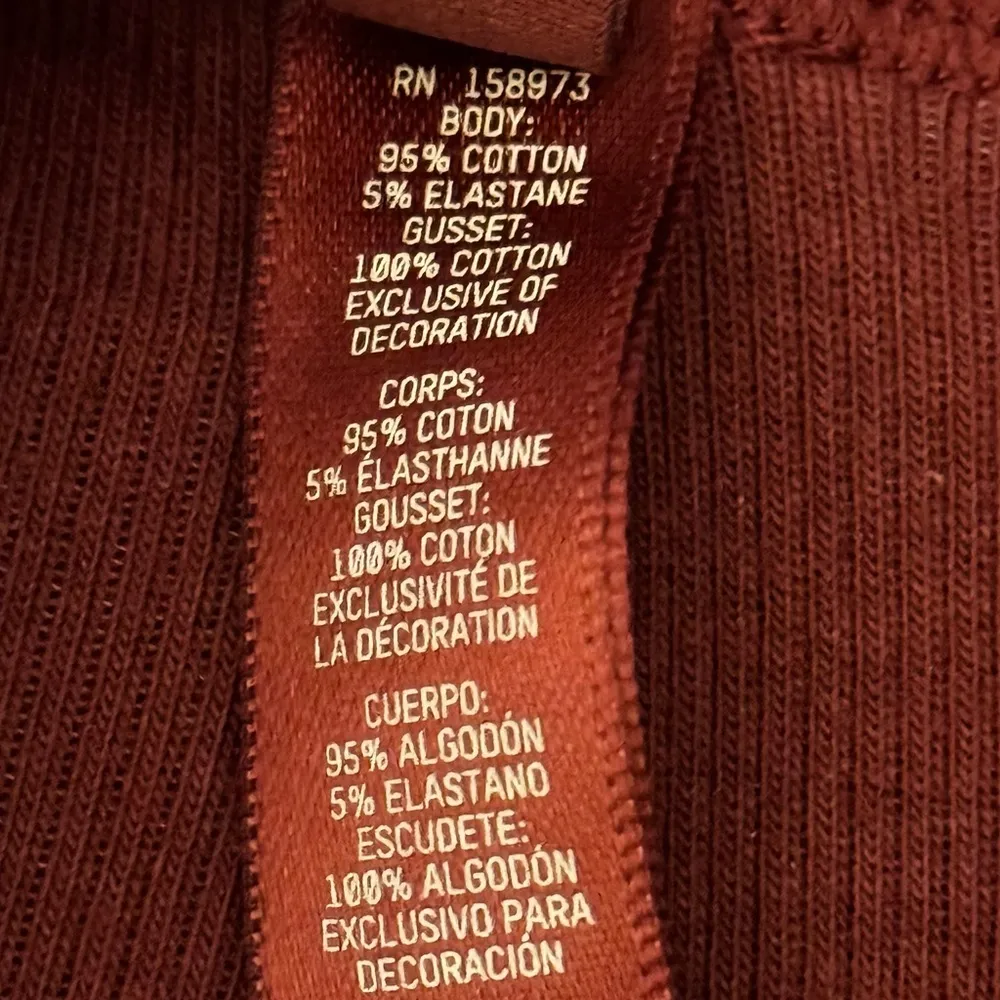 RN 158973
BODY:
95% COTTON
5% ELASTANE
GUSSET:
100% COTTON
EXCLUSIVE OF
DECORATION
CORPS:
95% COTON
5% ÉLASTHANNE
GOUSSET:
100% COTON
EXCLUSIVITÉ DE
LA DÉCORATION
CUERPO:
95% ALGODÓN
5% ELASTANO
ESCUDETE:
100% ALGODÓN
EXCLUSIVO PARA
DECORACIÓN